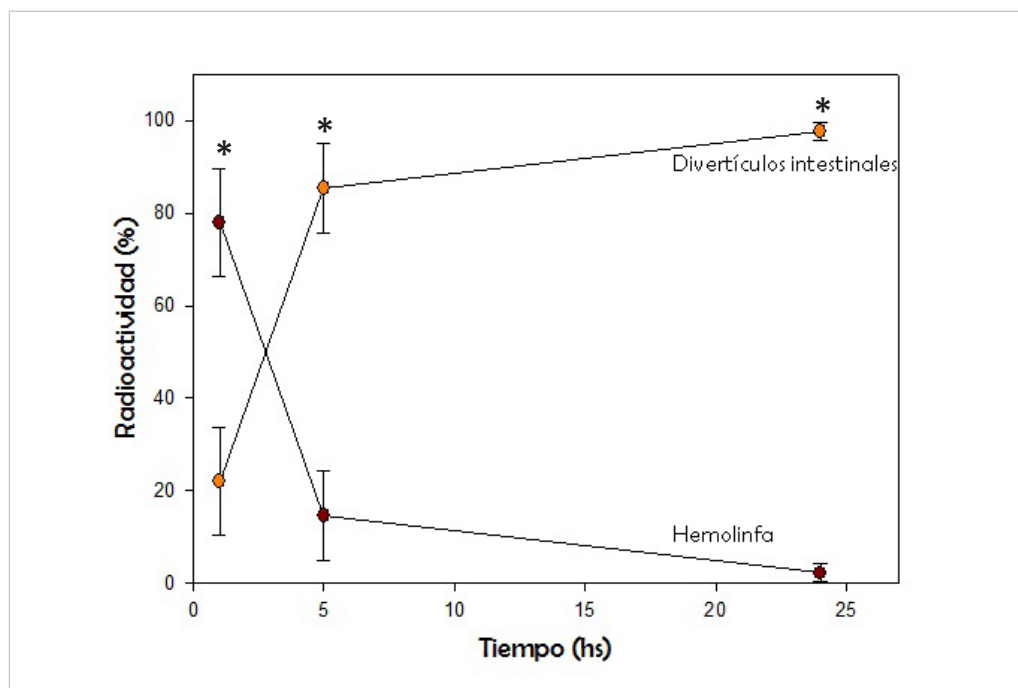 Radioactividad (%)
100
80
60
40
20
0
* * *
Divertículos intestinales
Hemolinfa
0 5 10 15 20 25
Tiempo (hs)